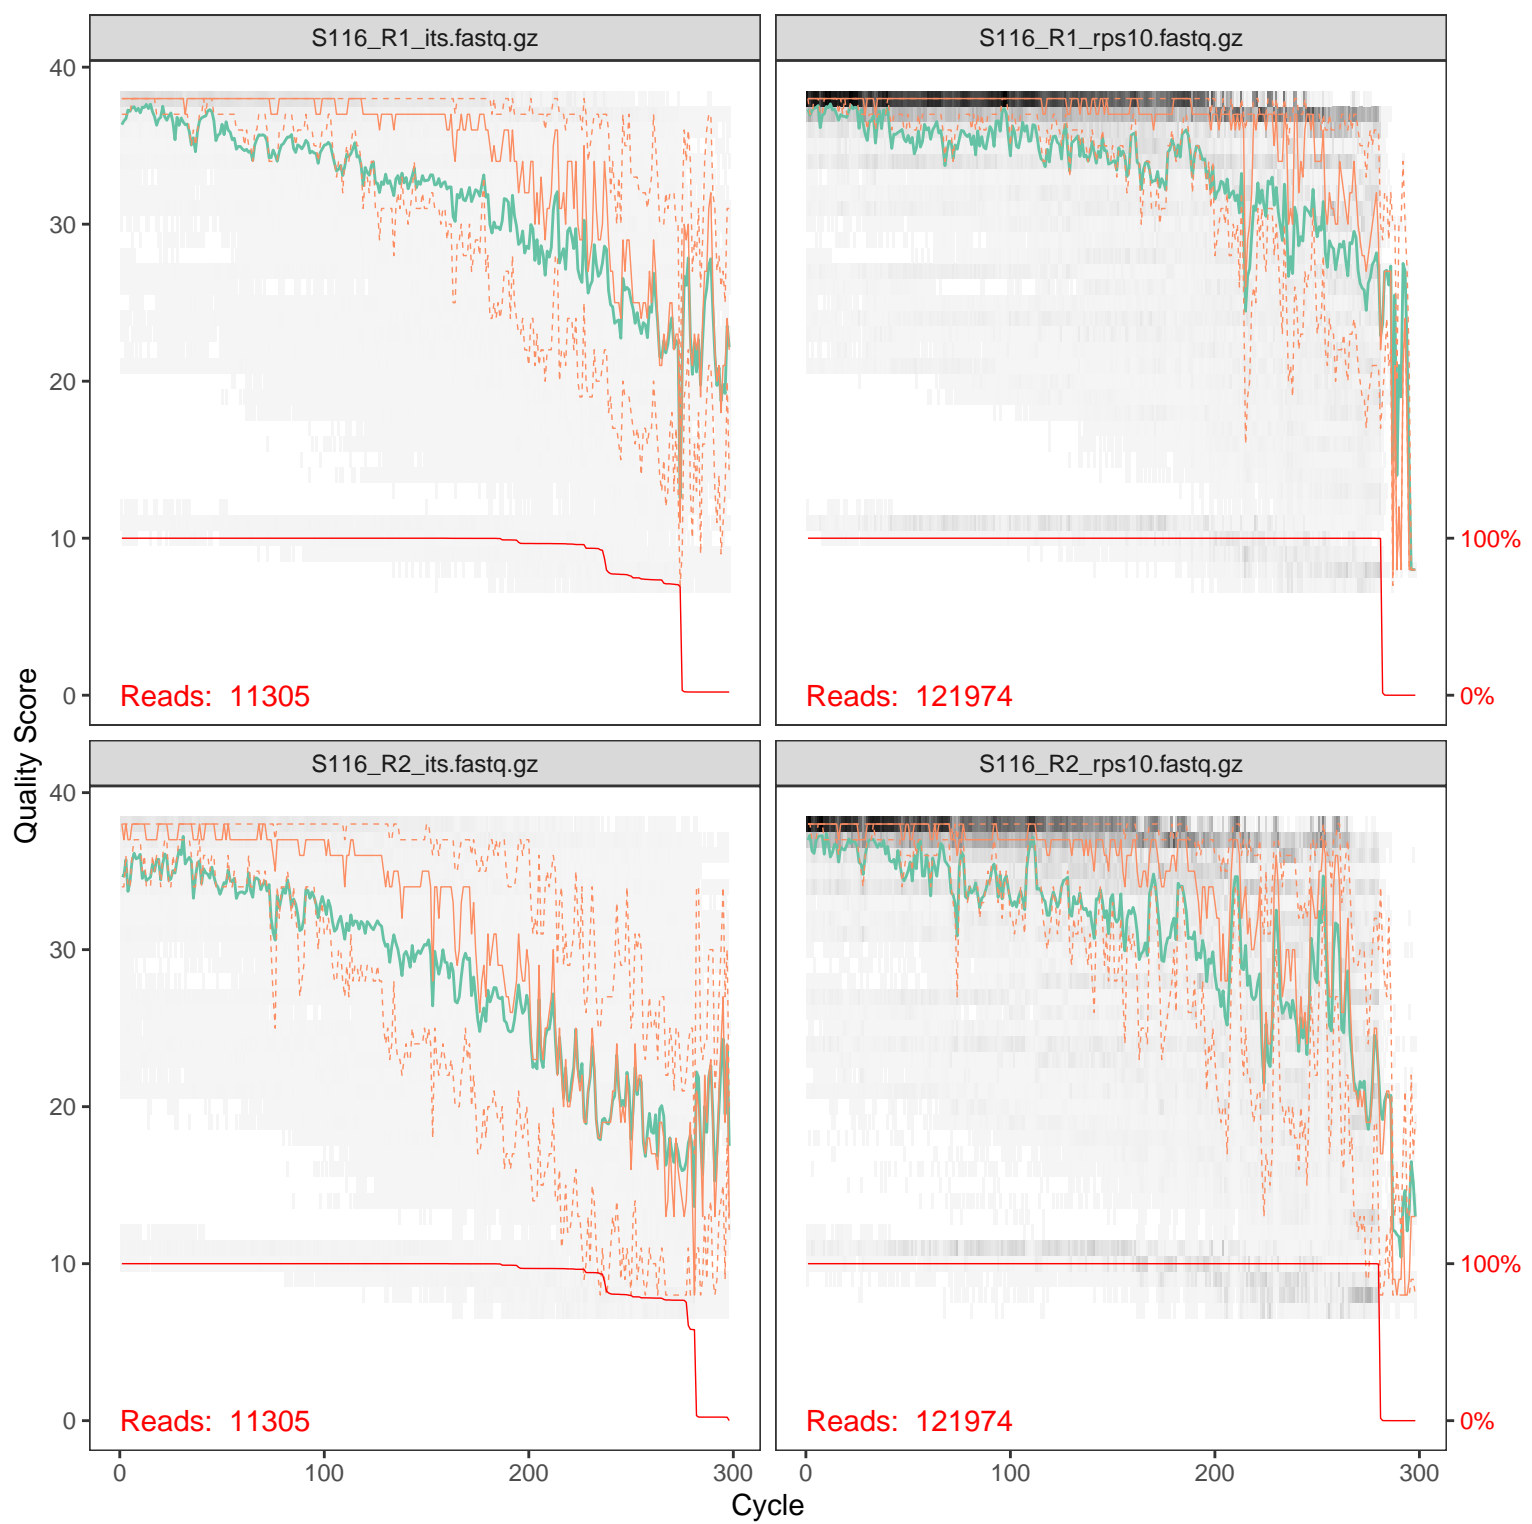 S116_R1_its.fastq.gz
S116_R1_rps10.fastq.gz
40
30
20
10
0
100%
0%
Reads: 11305
Reads: 121974
Quality Score
S116_R2_its.fastq.gz
S116_R2_rps10.fastq.gz
40
30
20
10
0
100%
0%
Reads: 11305
Reads: 121974
0
100
200
300
0
100
200
300
Cycle